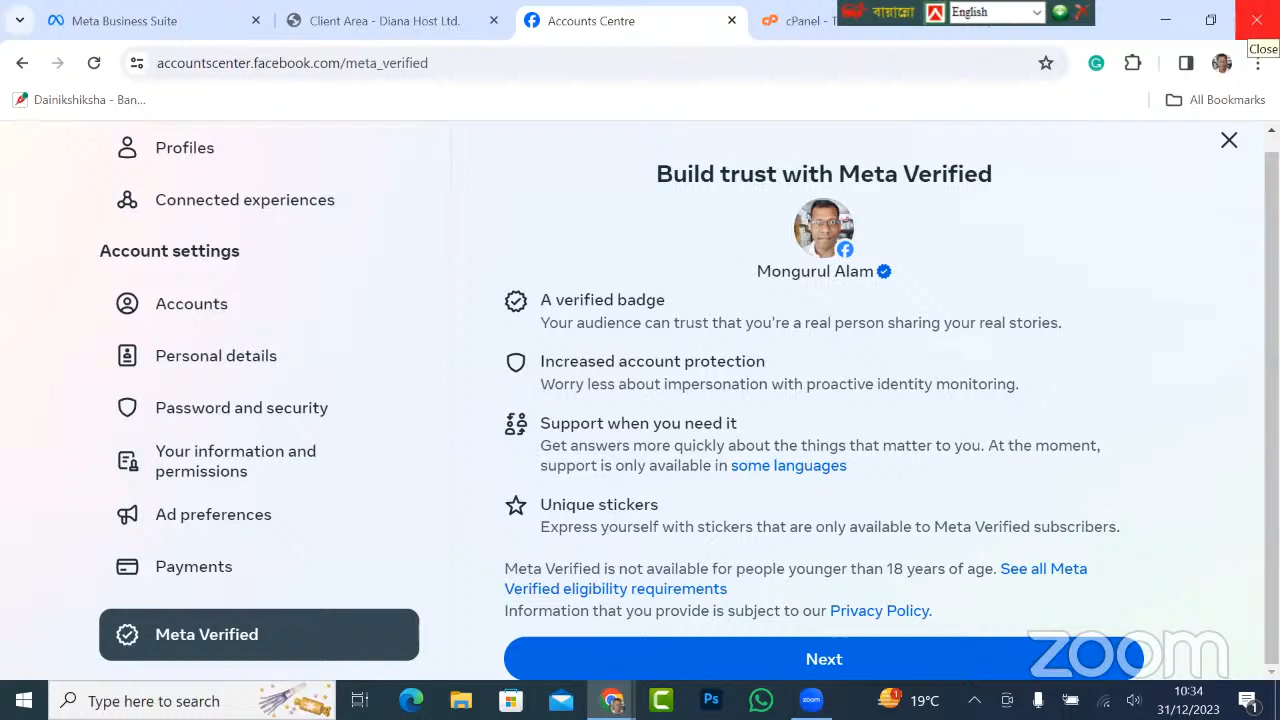 Meta Business Suite
Clients - Diana Host Ltd.
Accounts Centre
cPanel - T
বায়ান্নো
English
Close
accountscenter.facebook.com/meta_verified
Dainikshiksha - Ban...
All Bookmarks
Profiles
Connected experiences
Account settings
Accounts
Personal details
Password and security
Your information and
permissions
Ad preferences
Payments
Meta Verified
Build trust with Meta Verified
Mongurul Alam
A verified badge
Your audience can trust that you're a real person sharing your real stories.
Increased account protection
Worry less about impersonation with proactive identity monitoring.
Support when you need it
Get answers more quickly about the things that matter to you. At the moment,
support is only available in some languages
Unique stickers
Express yourself with stickers that are only available to Meta Verified subscribers.
Meta Verified is not available for people younger than 18 years of age. See all Meta
Verified eligibility requirements
Information that you provide is subject to our Privacy Policy.
Next
zoom
Type here to search
Ps
zoom
1
19°C
10:34
31/12/2023
1